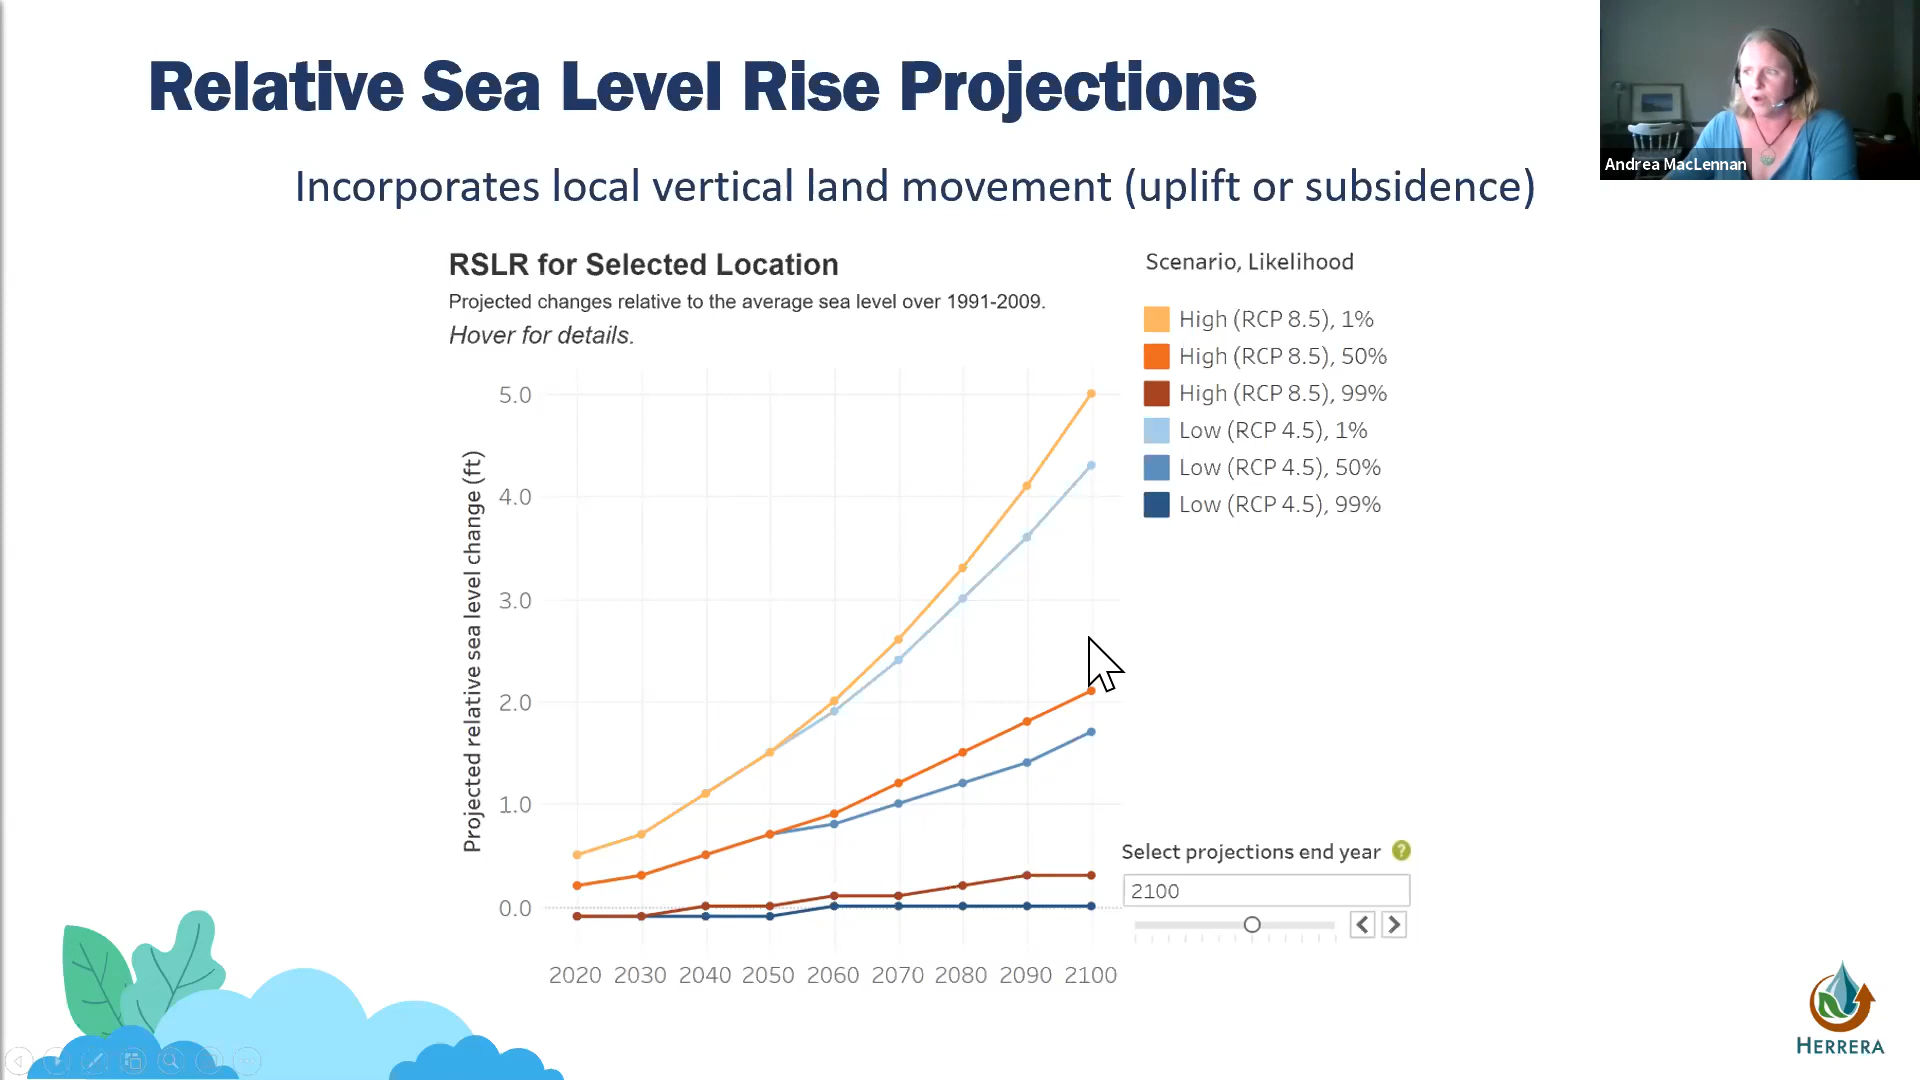 Relative Sea Level Rise Projections
Andrea MacLennan
Incorporates local vertical land movement (uplift or subsidence)
RSLR for Selected Location
Projected changes relative to the average sea level over 1991-2009.
Hover for details.
Scenario, Likelihood
High (RCP 8.5), 1%
High (RCP 8.5), 50%
High (RCP 8.5), 99%
Low (RCP 4.5), 1%
Low (RCP 4.5), 50%
Low (RCP 4.5), 99%
Projected relative sea level change (ft)
5.0
4.0
3.0
2.0
1.0
0.0
2020 2030 2040 2050 2060 2070 2080 2090 2100
Select projections end year ?
2100
HERRERA